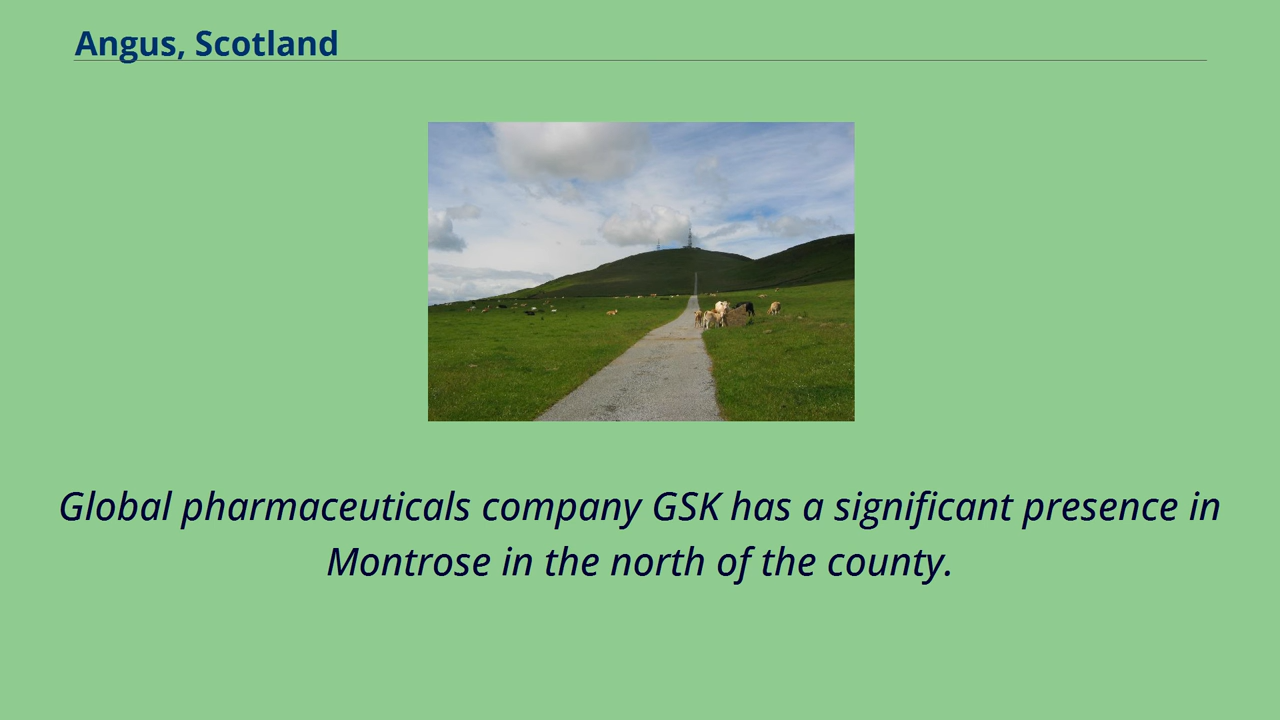 Angus, Scotland
Global pharmaceuticals company GSK has a significant presence in
Montrose in the north of the county.